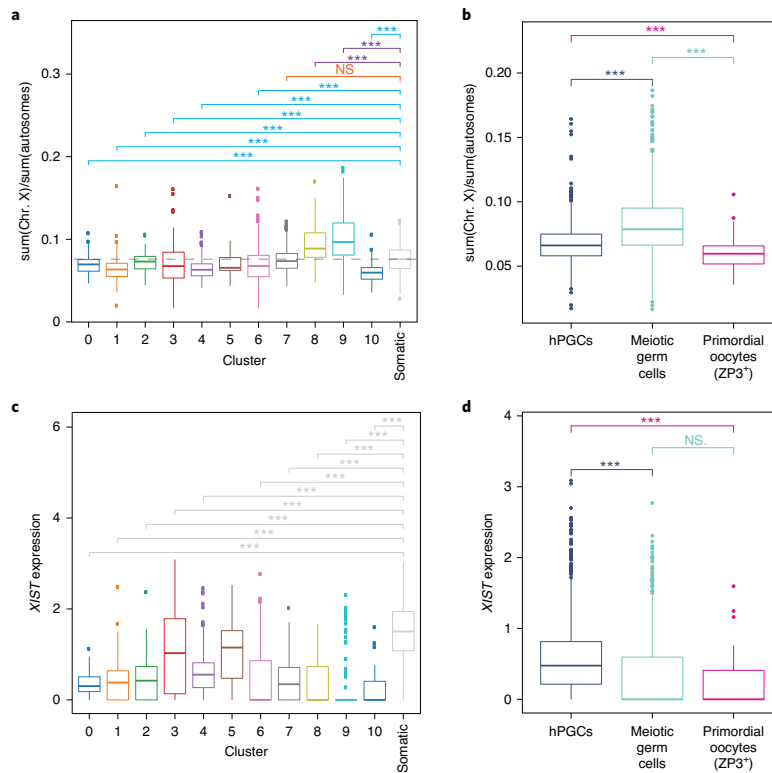 a
sum(Chr. X)/sum(autosomes)
0.3
0.2
0.1
0
***
***
***
NS
***
***
***
***
***
***
0 1 2 3 4 5 6 7 8 9 10 Somatic
Cluster
b
sum(Chr. X)/sum(autosomes)
0.20
0.15
0.10
0.05
***
***
***
hPGCs
Meiotic germ cells
Primordial oocytes (ZP3+)
c
XIST expression
6
4
2
0
***
***
***
***
***
***
***
***
***
***
0 1 2 3 4 5 6 7 8 9 10 Somatic
Cluster
d
XIST expression
4
3
2
1
0
***
NS.
***
hPGCs
Meiotic germ cells
Primordial oocytes (ZP3+)